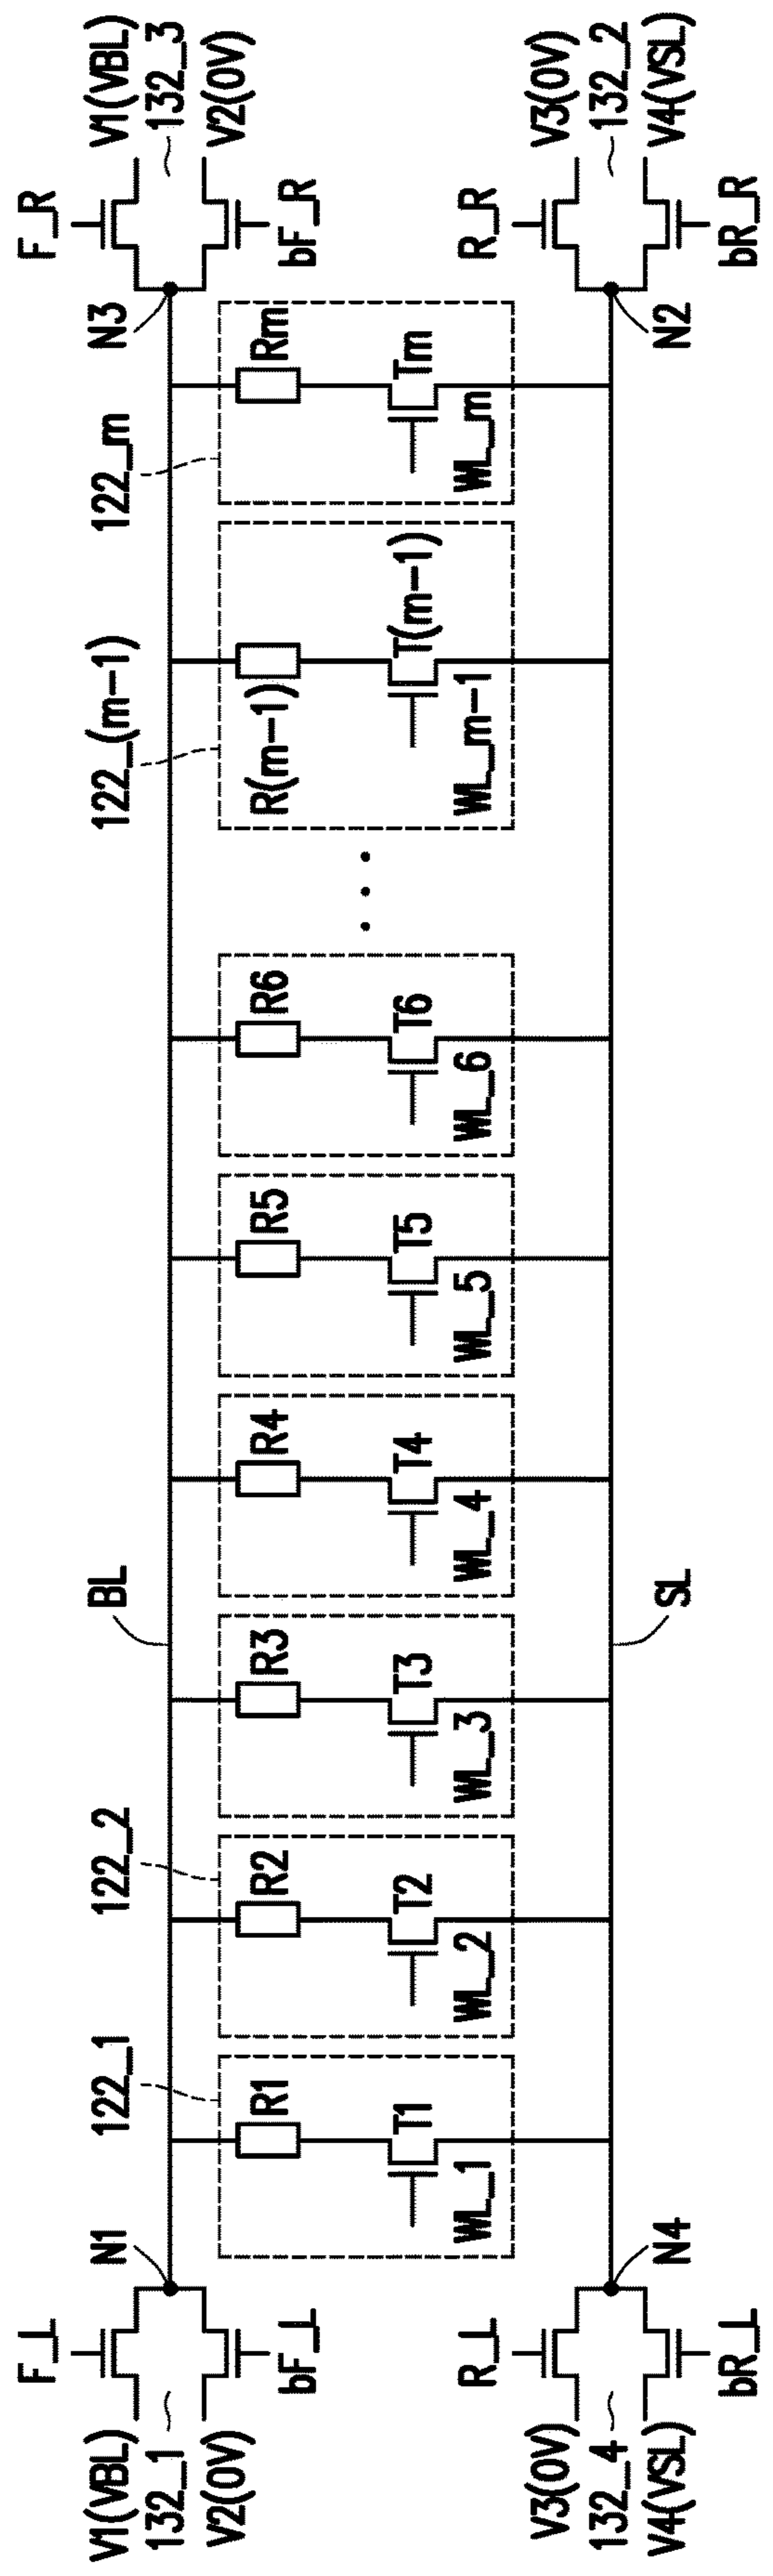 F_L
V1(VBL)
132_1
V2(0V)
bF_L
N1
122_1
122_2
BL
122_(m-1)
122_m
N3
F_R
V1(VBL)
132_3
V2(0V)
bF_R
R1
T1
WL_1
R2
T2
WL_2
R3
T3
WL_3
R4
T4
WL_4
R5
T5
WL_5
R6
T6
WL_6
R(m-1)
T(m-1)
WL_m-1
Rm
Tm
WL_m
R_L
V3(0V)
132_4
V4(VSL)
bR_L
N4
SL
N2
R_R
V3(0V)
132_2
V4(VSL)
bR_R